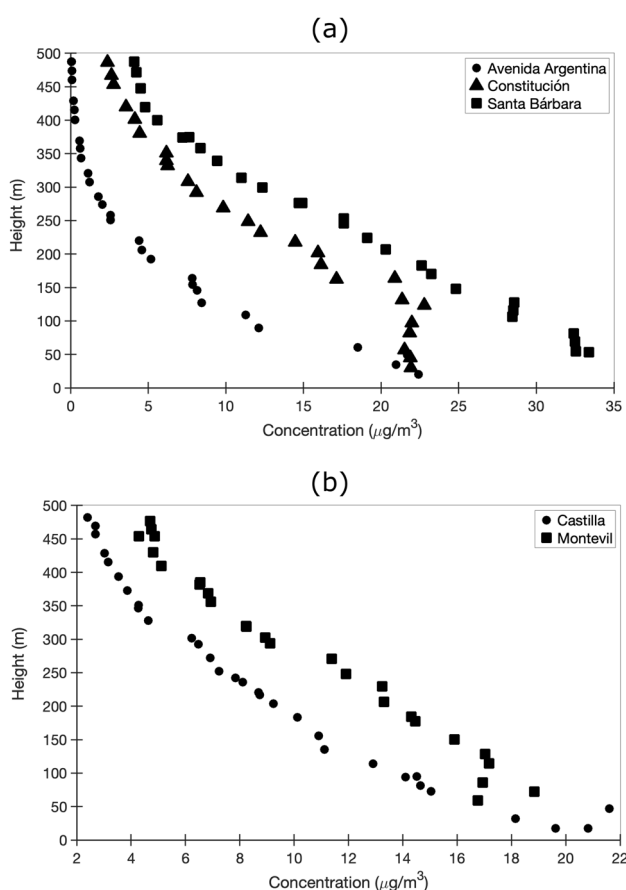 (a)
500
450
400
350
300
250
200
150
100
50
0
Height (m)
Avenida Argentina
Constitución
Santa Bárbara
0 5 10 15 20 25 30 35
Concentration (μg/m³)
(b)
500
450
400
350
300
250
200
150
100
50
0
Height (m)
Castilla
Montevil
2 4 6 8 10 12 14 16 18 20 22
Concentration (μg/m³)